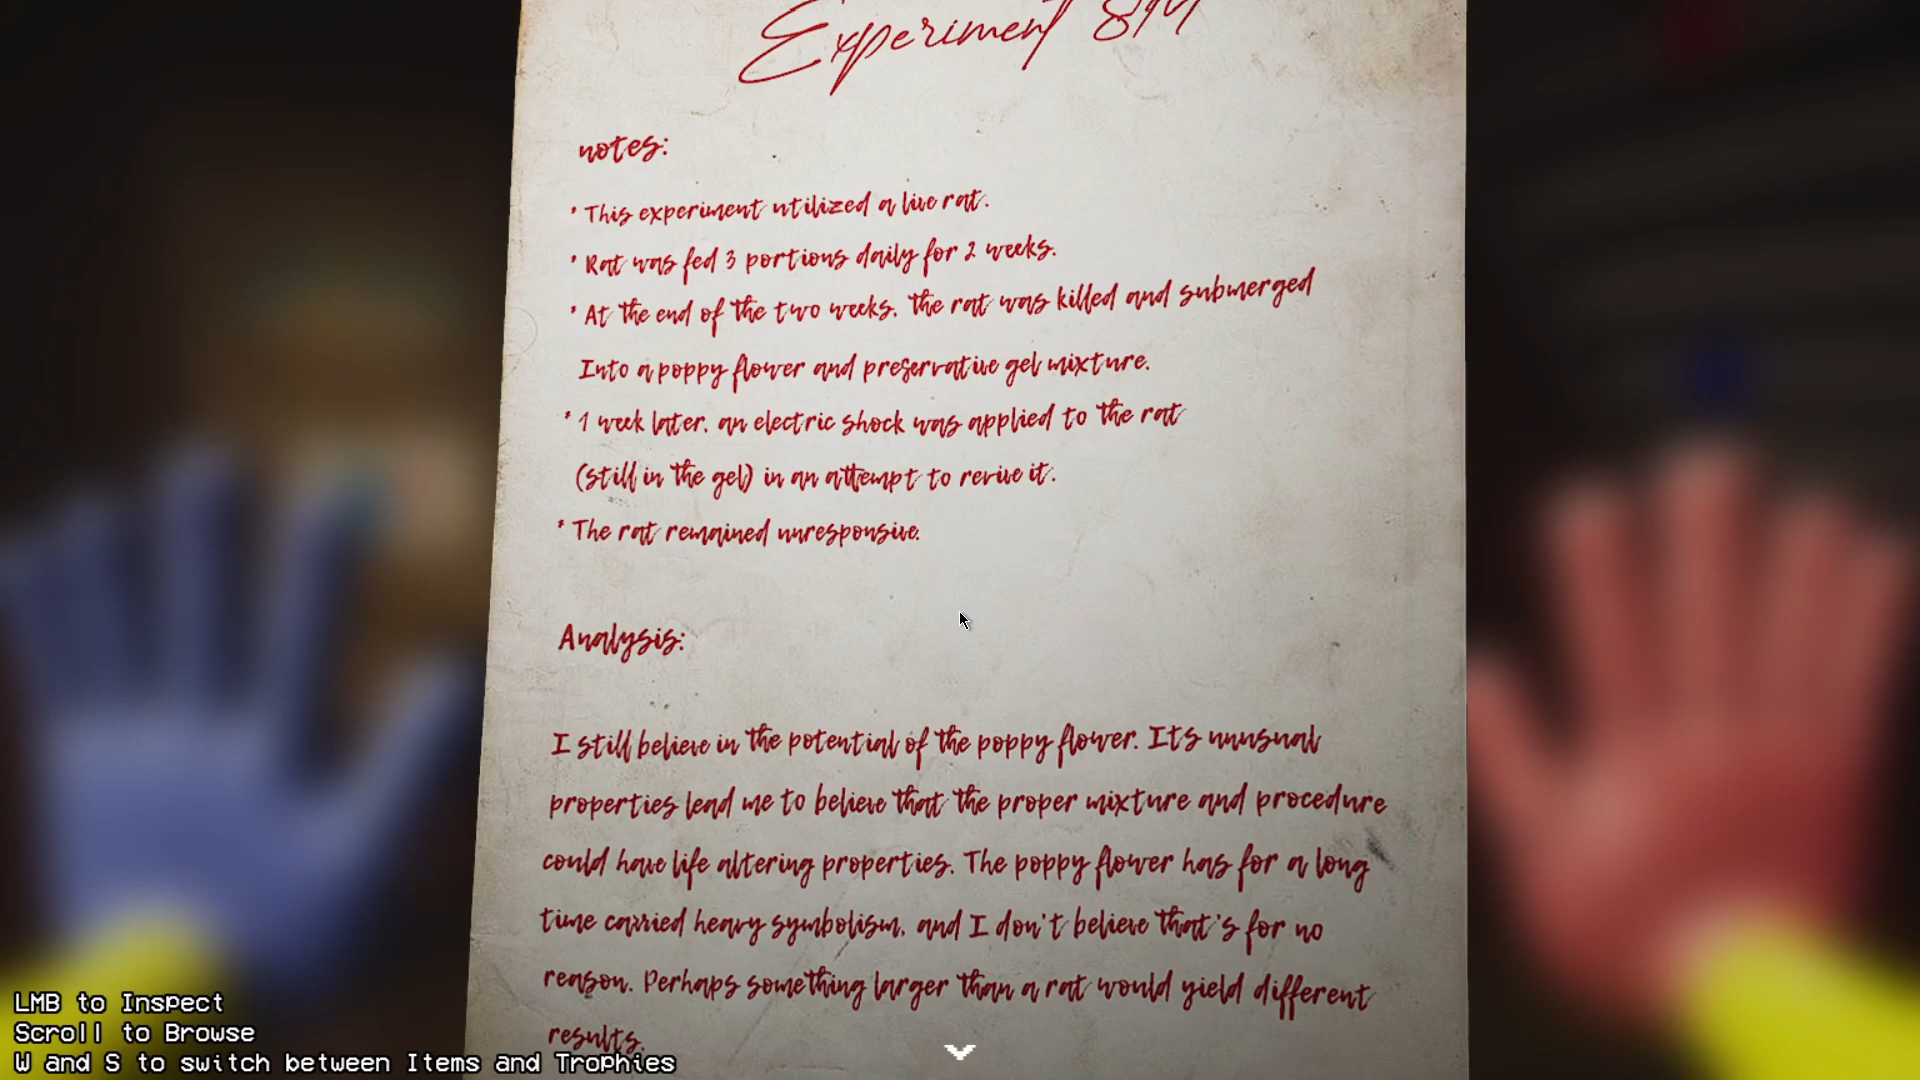 Experiment 814
notes:
* This experiment utilized a live rat.
* Rat was fed 3 portions daily for 2 weeks.
* At the end of the two weeks, the rat was killed and submerged
Into a poppy flower and preservative gel mixture.
* 1 week later, an electric shock was applied to the rat
(still in the gel) in an attempt to revive it.
* The rat remained unresponsive.
Analysis:
I still believe in the potential of the poppy flower. Its unusual
properties lead me to believe that the proper mixture and procedure
could have life altering properties. The poppy flower has for a long
time carried heavy symbolism, and I don't believe that's for no
reason. Perhaps something larger than a rat would yield different
results.
LMB to Inspect
Scroll to Browse
W and S to switch between Items and Trophies